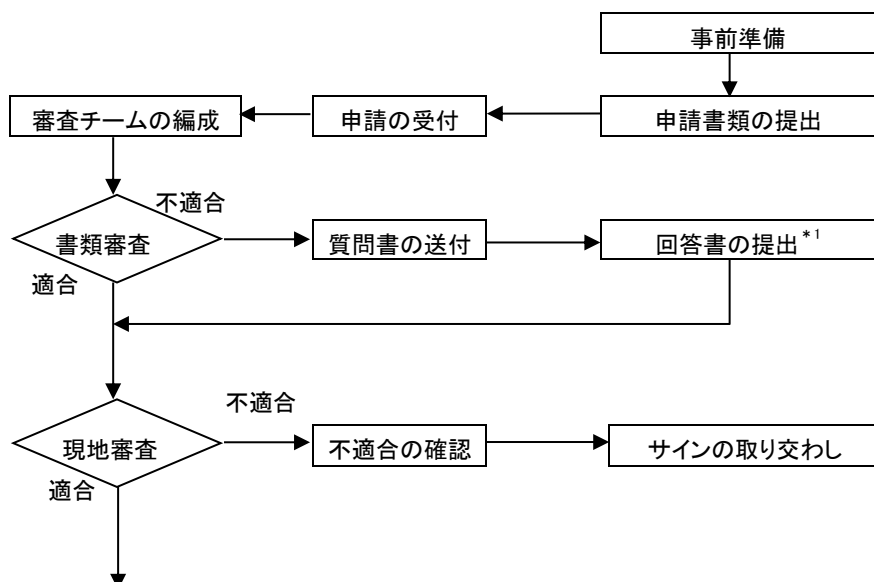 事前準備
審査チームの編成
申請の受付
申請書類の提出
不適合
書類審査
質問書の送付
回答書の提出*1
適合
不適合
現地審査
不適合の確認
サインの取り交わし
適合